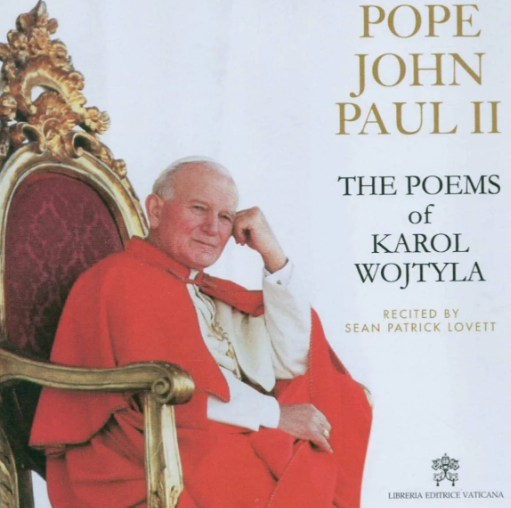 POPE
JOHN
PAUL II
THE POEMS
of
KAROL
WOJTYLA
RECITED BY
SEAN PATRICK LOVETT
LIBRERIA EDITRICE VATICANA